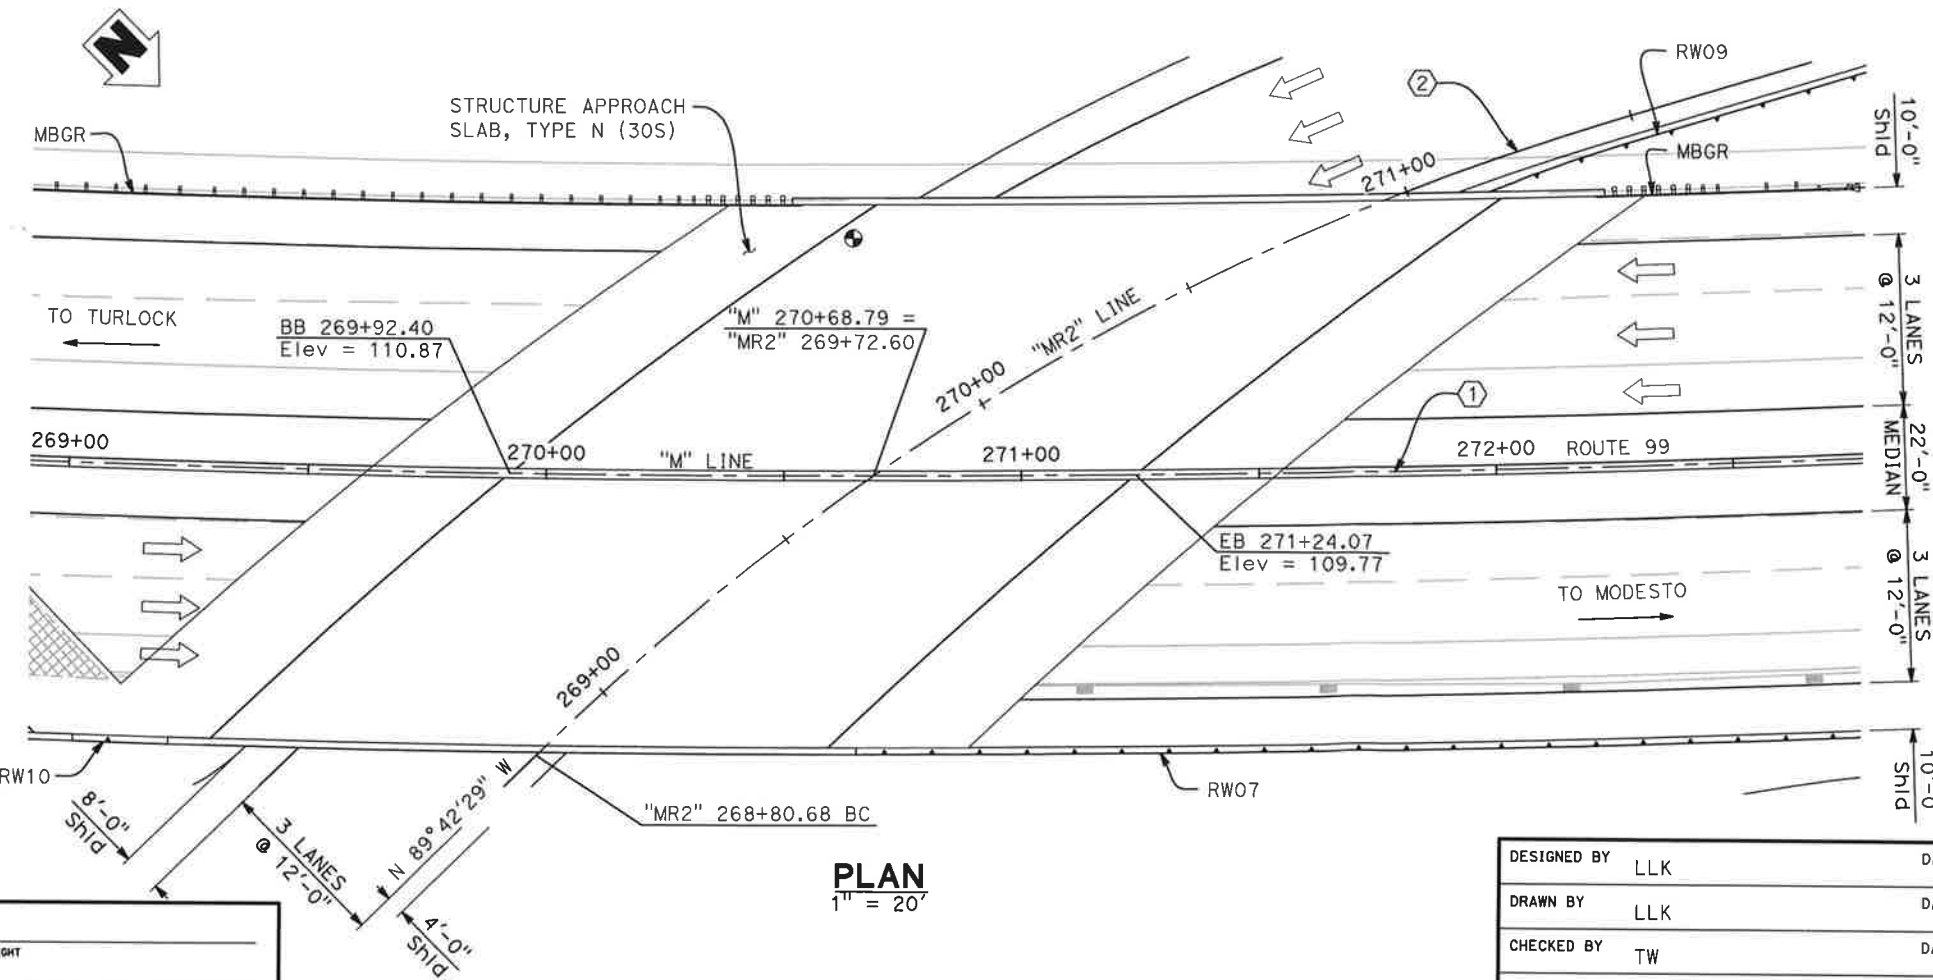 N
RW09
2
STRUCTURE APPROACH
SLAB, TYPE N (30S)
MBGR
10'-0"
Shld
MBGR
271+00
TO TURLOCK
BB 269+92.40
Elev = 110.87
"M" 270+68.79 =
"MR2" 269+72.60
270+00 "MR2" LINE
3 LANES
@ 12'-0"
1
269+00
270+00
"M" LINE
271+00
272+00 ROUTE 99
22'-0"
MEDIAN
EB 271+24.07
Elev = 109.77
TO MODESTO
3 LANES
@ 12'-0"
269+00
RW10
8'-0"
Shld
3 LANES
@ 12'-0"
N 89°42'29" W
4'-0"
Shld
"MR2" 268+80.68 BC
RW07
10'-0
Shld
PLAN
1" = 20'
DESIGNED BY LLK
DRAWN BY LLK
CHECKED BY TW